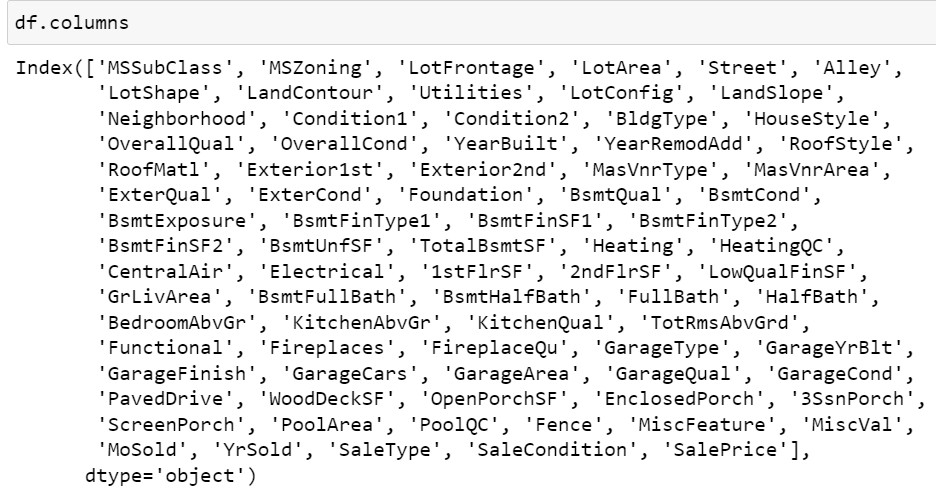 df.columns
Index(['MSSubClass', 'MSZoning', 'LotFrontage', 'LotArea', 'Street', 'Alley',
'LotShape', 'LandContour', 'Utilities', 'LotConfig', 'LandSlope',
'Neighborhood', 'Condition1', 'Condition2', 'BldgType', 'HouseStyle',
'OverallQual', 'OverallCond', 'YearBuilt', 'YearRemodAdd', 'RoofStyle',
'RoofMatl', 'Exterior1st', 'Exterior2nd', 'MasVnrType', 'MasVnrArea',
'ExterQual', 'ExterCond', 'Foundation', 'BsmtQual', 'BsmtCond',
'BsmtExposure', 'BsmtFinType1', 'BsmtFinSF1', 'BsmtFinType2',
'BsmtFinSF2', 'BsmtUnfSF', 'TotalBsmtSF', 'Heating', 'HeatingQC',
'CentralAir', 'Electrical', '1stFlrSF', '2ndFlrSF', 'LowQualFinSF',
'GrLivArea', 'BsmtFullBath', 'BsmtHalfBath', 'FullBath', 'HalfBath',
'BedroomAbvGr', 'KitchenAbvGr', 'KitchenQual', 'TotRmsAbvGrd',
'Functional', 'Fireplaces', 'FireplaceQu', 'GarageType', 'GarageYrBlt',
'GarageFinish', 'GarageCars', 'GarageArea', 'GarageQual', 'GarageCond',
'PavedDrive', 'WoodDeckSF', 'OpenPorchSF', 'EnclosedPorch', '3SsnPorch',
'ScreenPorch', 'PoolArea', 'PoolQC', 'Fence', 'MiscFeature', 'MiscVal',
'MoSold', 'YrSold', 'SaleType', 'SaleCondition', 'SalePrice'],
dtype='object')